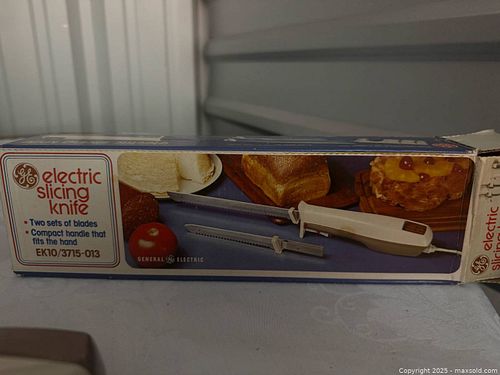 GE electric
slicing
knife
• Two sets of blades
• Compact handle that
fits the hand
EK10/3715-013
GENERAL GE ELECTRIC
GE electric
slicing
Copyright 2025 - maxsold.com